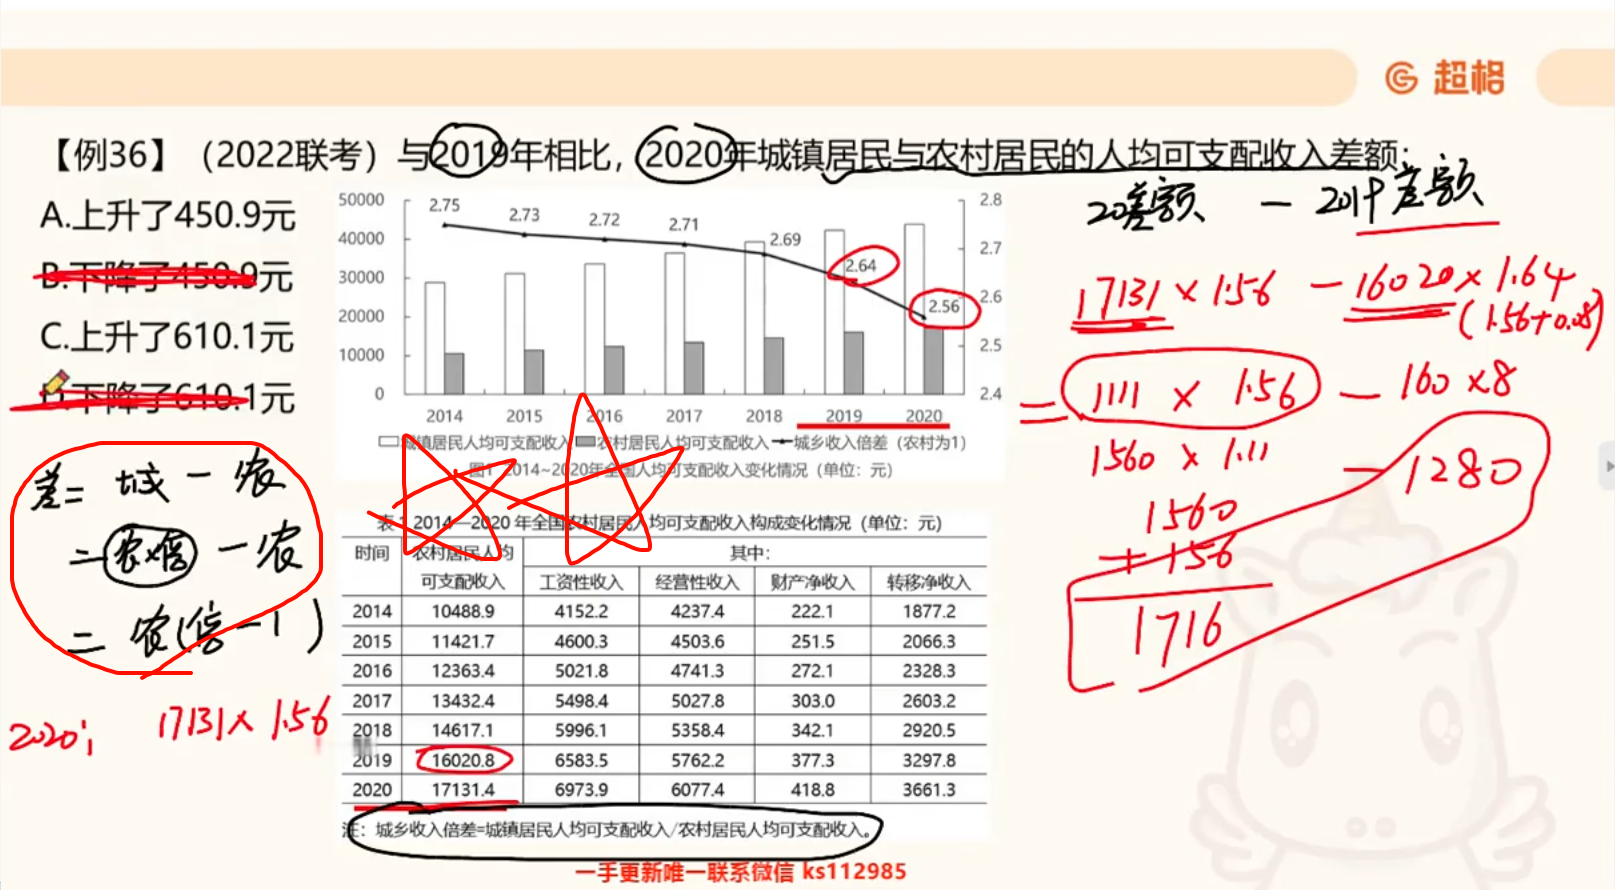 超格
【例36】（2022联考）与2019年相比，2020年城镇居民与农村居民的人均可支配收入差额：
A.上升了450.9元
B.下降了450.9元
C.上升了610.1元
D.下降了610.1元
50000
40000
30000
20000
10000
0
2.75
2.73
2.72
2.71
2.69
2.64
2.56
2.8
2.7
2.6
2.5
2.4
2014 2015 2016 2017 2018 2019 2020
城镇居民人均可支配收入 农村居民人均可支配收入 城乡收入倍差（农村为1）
图1 2014~2020年全国人均可支配收入变化情况（单位：元）
表 2014—2020 年全国农村居民人均可支配收入构成变化情况（单位：元）
时间 农村居民人均可支配收入 其中：
工资性收入 经营性收入 财产净收入 转移净收入
2014 10488.9 4152.2 4237.4 222.1 1877.2
2015 11421.7 4600.3 4503.6 251.5 2066.3
2016 12363.4 5021.8 4741.3 272.1 2328.3
2017 13432.4 5498.4 5027.8 303.0 2603.2
2018 14617.1 5996.1 5358.4 342.1 2920.5
2019 16020.8 6583.5 5762.2 377.3 3297.8
2020 17131.4 6973.9 6077.4 418.8 3661.3
注：城乡收入倍差=城镇居民人均可支配收入/农村居民人均可支配收入。
一手更新唯一联系微信 ks112985
差= 城 － 农
= 农×倍 － 农
= 农(倍－1)
2020: 17131×1.56
20差额 － 2019差额
17131×1.56 － 16020×1.64
(1.56+0.08)
= 1111 × 1.56 － 160×8
1560 × 1.11 － 1280
1560
+ 156
1716